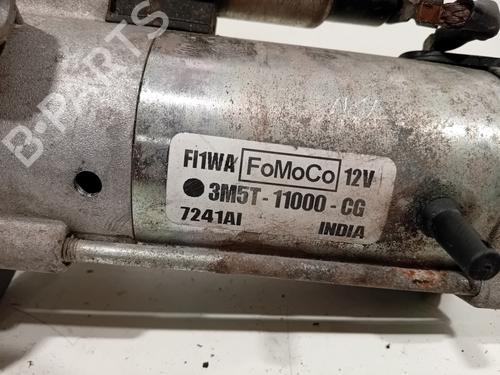 B-PARTS
FI1WA FoMoCo 12V
3M5T-11000-CG
7241AI INDIA